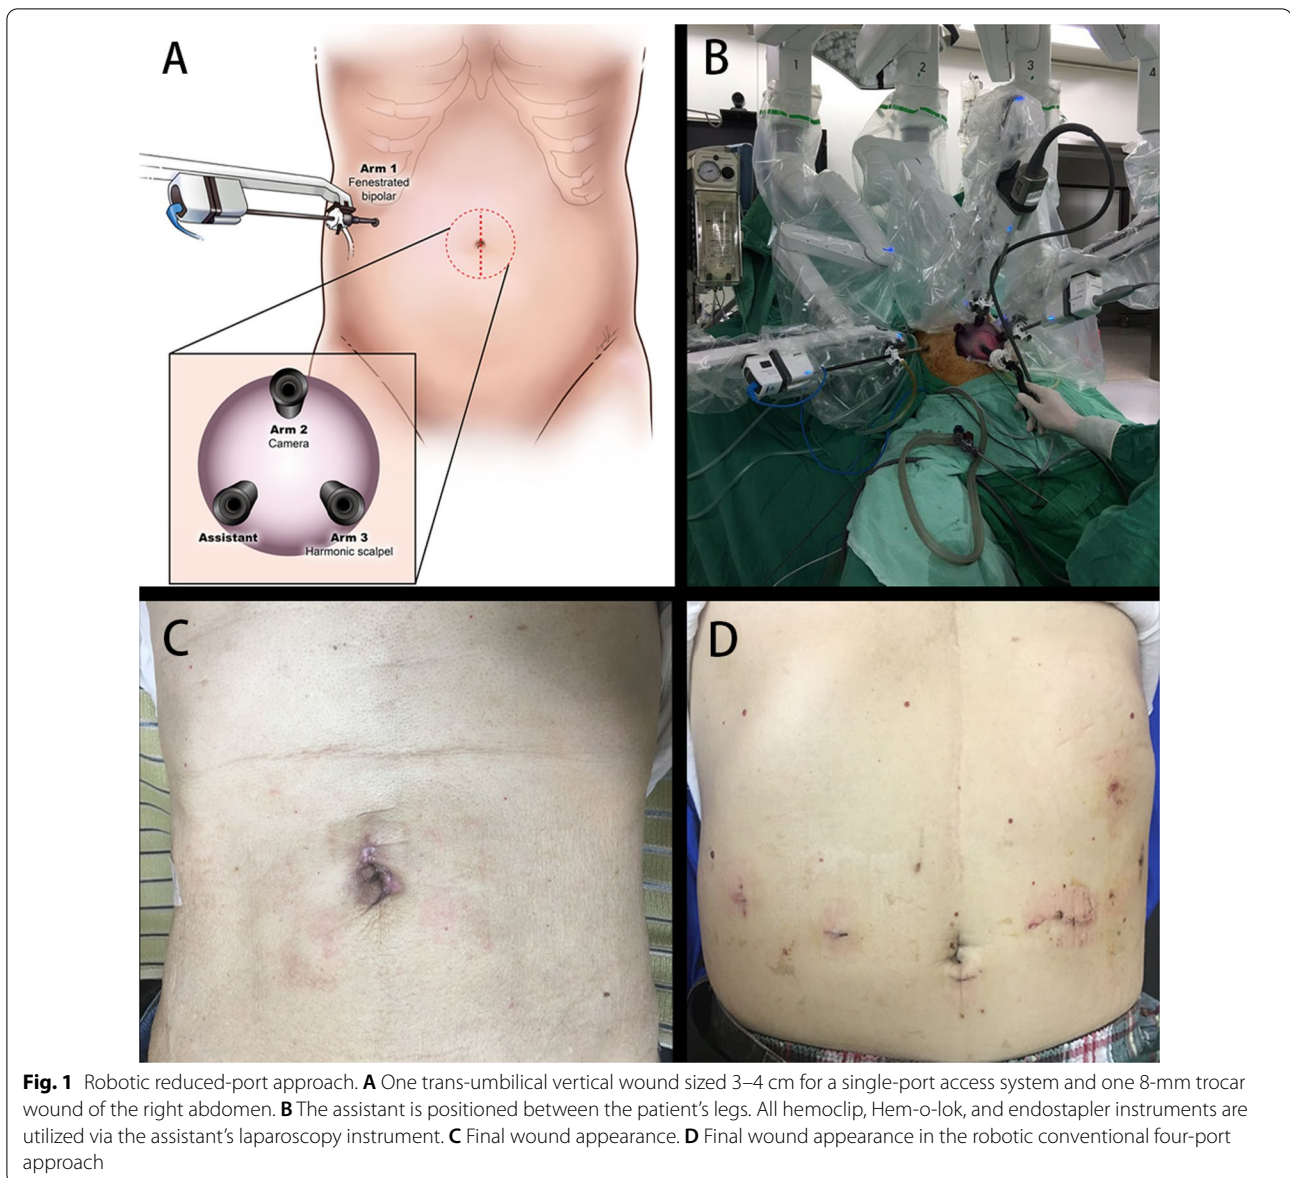 A
Arm 1
Fenestrated
bipolar
Arm 2
Camera
Assistant
Arm 3
Harmonic scalpel
B
1
2
3
4
C
D
Fig. 1 Robotic reduced-port approach. A One trans-umbilical vertical wound sized 3–4 cm for a single-port access system and one 8-mm trocar
wound of the right abdomen. B The assistant is positioned between the patient's legs. All hemoclip, Hem-o-lok, and endostapler instruments are
utilized via the assistant's laparoscopy instrument. C Final wound appearance. D Final wound appearance in the robotic conventional four-port
approach